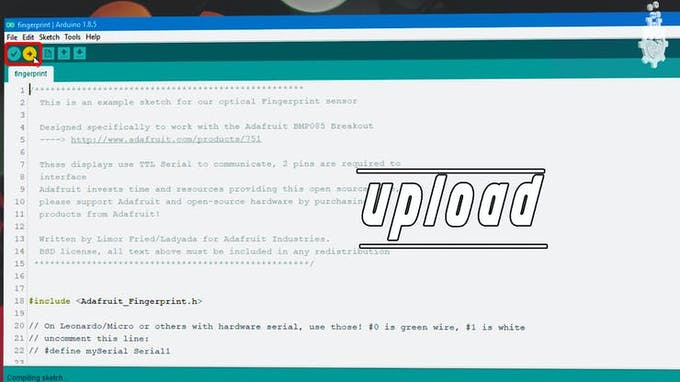 fingerprint | Arduino 1.8.5
File Edit Sketch Tools Help
fingerprint
1 /***************************************************
2 This is an example sketch for our optical Fingerprint sensor
3
4 Designed specifically to work with the Adafruit BMP085 Breakout
5 ----> http://www.adafruit.com/products/751
6
7 These displays use TTL Serial to communicate, 2 pins are required to
8 interface
9 Adafruit invests time and resources providing this open source
10 please support Adafruit and open-source hardware by purchasing
11 products from Adafruit!
12
13 Written by Limor Fried/Ladyada for Adafruit Industries.
14 BSD license, all text above must be included in any redistribution
15 ****************************************************/
16
17
18 #include <Adafruit_Fingerprint.h>
19
20 // On Leonardo/Micro or others with hardware serial, use those! #0 is green wire, #1 is white
21 // uncomment this line:
22 // #define mySerial Serial1
23
upload
Compiling sketch